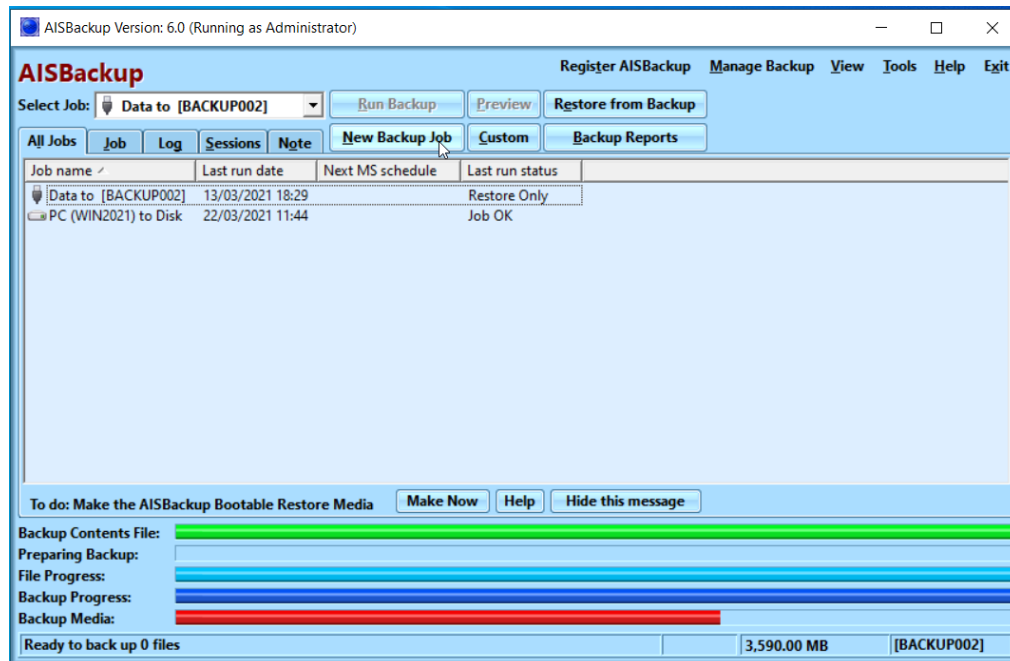 AISBackup Version: 6.0 (Running as Administrator)
AISBackup
Register AISBackup Manage Backup View Tools Help Exit
Select Job: Data to [BACKUP002] Run Backup Preview Restore from Backup
All Jobs Job Log Sessions Note New Backup Job Custom Backup Reports
Job name Last run date Next MS schedule Last run status
Data to [BACKUP002] 13/03/2021 18:29 Restore Only
PC (WIN2021) to Disk 22/03/2021 11:44 Job OK
To do: Make the AISBackup Bootable Restore Media Make Now Help Hide this message
Backup Contents File:
Preparing Backup:
File Progress:
Backup Progress:
Backup Media:
Ready to back up 0 files 3,590.00 MB [BACKUP002]